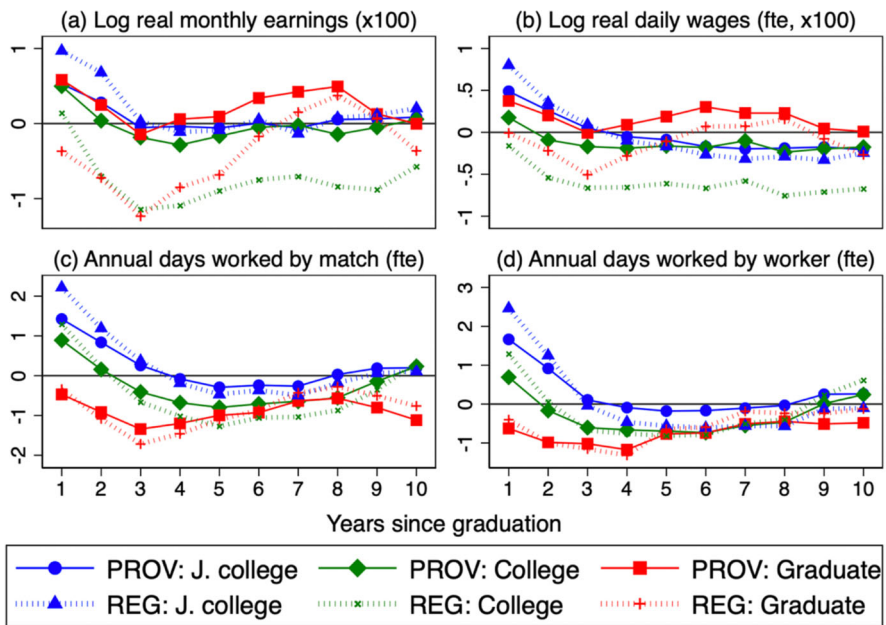 (a) Log real monthly earnings (x100)
(b) Log real daily wages (fte, x100)
1
0
-1
1
.5
0
-.5
-1
(c) Annual days worked by match (fte)
(d) Annual days worked by worker (fte)
2
1
0
-1
-2
3
2
1
0
-1
1 2 3 4 5 6 7 8 9 10
1 2 3 4 5 6 7 8 9 10
Years since graduation
PROV: J. college PROV: College PROV: Graduate
REG: J. college REG: College REG: Graduate